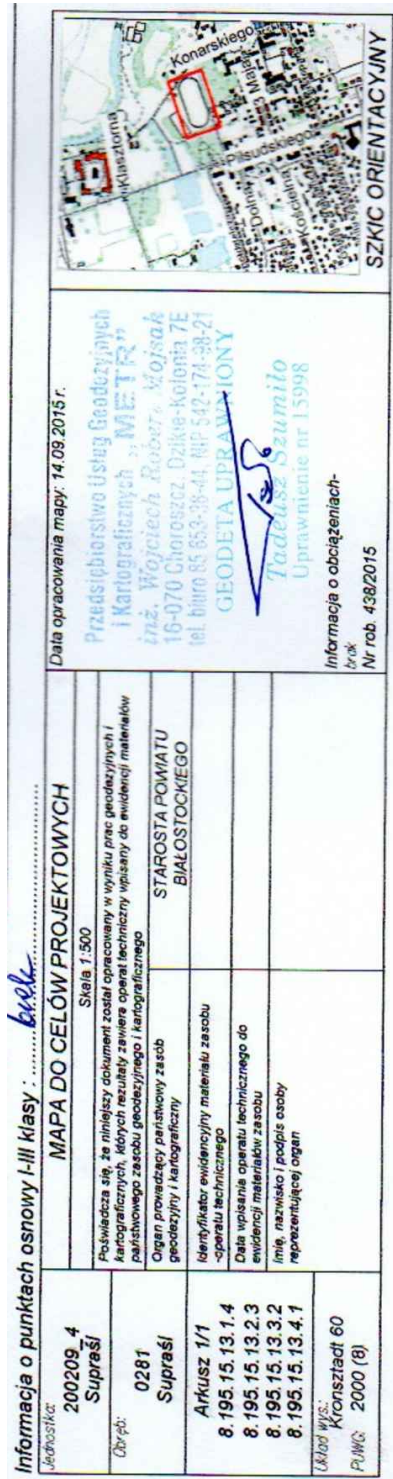 Informacja o punktach osnowy I-III klasy : brak
Jednostka:
200209_4
Supraśl
Obręb:
0281
Supraśl
Arkusz 1/1
8.195.15.13.1.4
8.195.15.13.2.3
8.195.15.13.3.2
8.195.15.13.4.1
Układ wys.:
Kronsztadt 60
PUWG: 2000 (8)
MAPA DO CELÓW PROJEKTOWYCH
Skala 1:500
Poświadcza się, że niniejszy dokument został opracowany w wyniku prac geodezyjnych i
kartograficznych, których rezultaty zawiera operat techniczny wpisany do ewidencji materiałów
państwowego zasobu geodezyjnego i kartograficznego
Organ prowadzący państwowy zasób
geodezyjny i kartograficzny
STAROSTA POWIATU
BIAŁOSTOCKIEGO
Identyfikator ewidencyjny materiału zasobu
-operatu technicznego
Data wpisania operatu technicznego do
ewidencji materiałów zasobu
Imię, nazwisko i podpis osoby
reprezentującej organ
Data opracowania mapy: 14.09.2015 r.
Przedsiębiorstwo Usług Geodezyjnych
i Kartograficznych „METR”
inż. Wojciech Robert Mojsak
16-070 Choroszcz, Dzikie-Kolonia 7E
tel. biuro 85 653-38-44, NIP 542-174-98-21
GEODETA UPRAWNIONY
Tadeusz Szumiło
Uprawnienie nr 15998
Informacja o obciążeniach-
brak
Nr rob. 438/2015
Klasztorna
Konarskiego
Piłsudskiego
3 Maja
Dolna
Kościelna
SZKIC ORIENTACYJNY